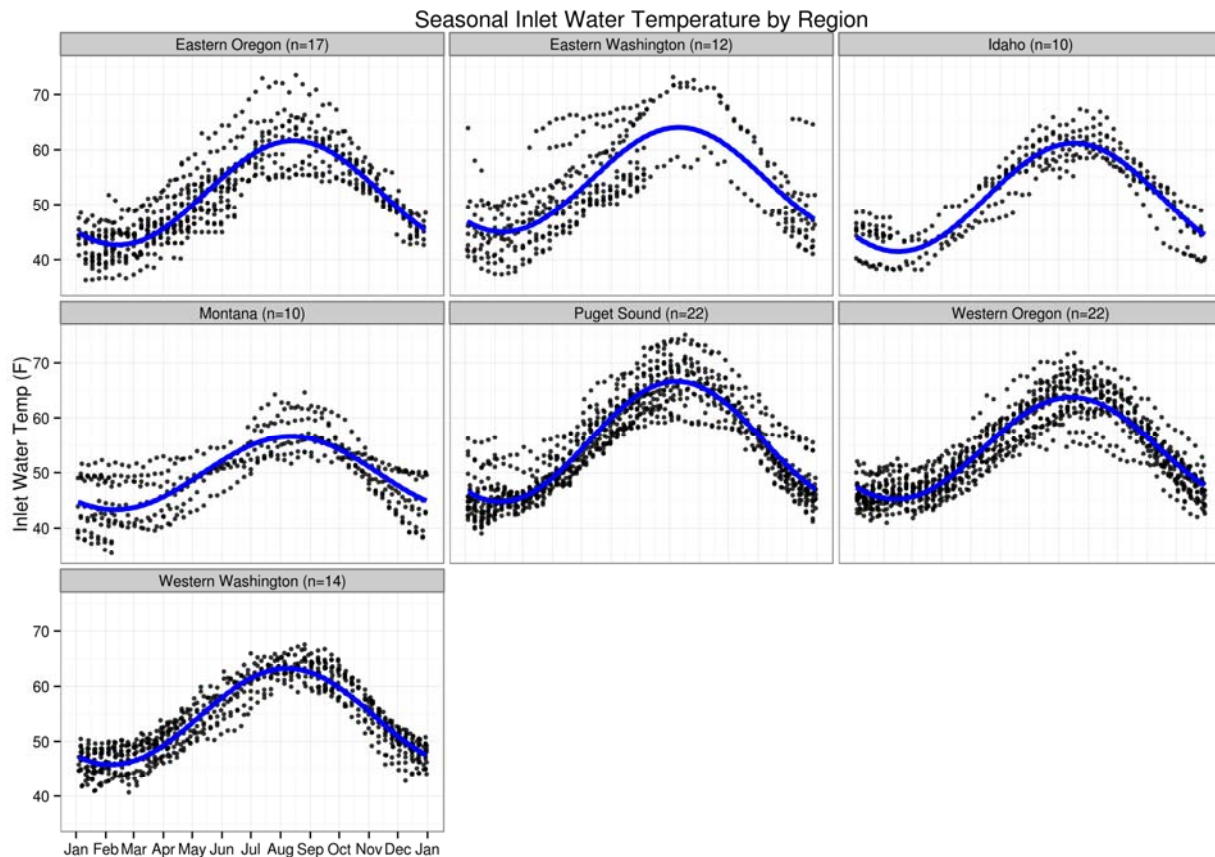 Seasonal Inlet Water Temperature by Region
Eastern Oregon (n=17)
Eastern Washington (n=12)
Idaho (n=10)
70
60
50
40
Montana (n=10)
Puget Sound (n=22)
Western Oregon (n=22)
Inlet Water Temp (F)
70
60
50
40
Western Washington (n=14)
70
60
50
40
Jan Feb Mar Apr May Jun Jul Aug Sep Oct Nov Dec Jan